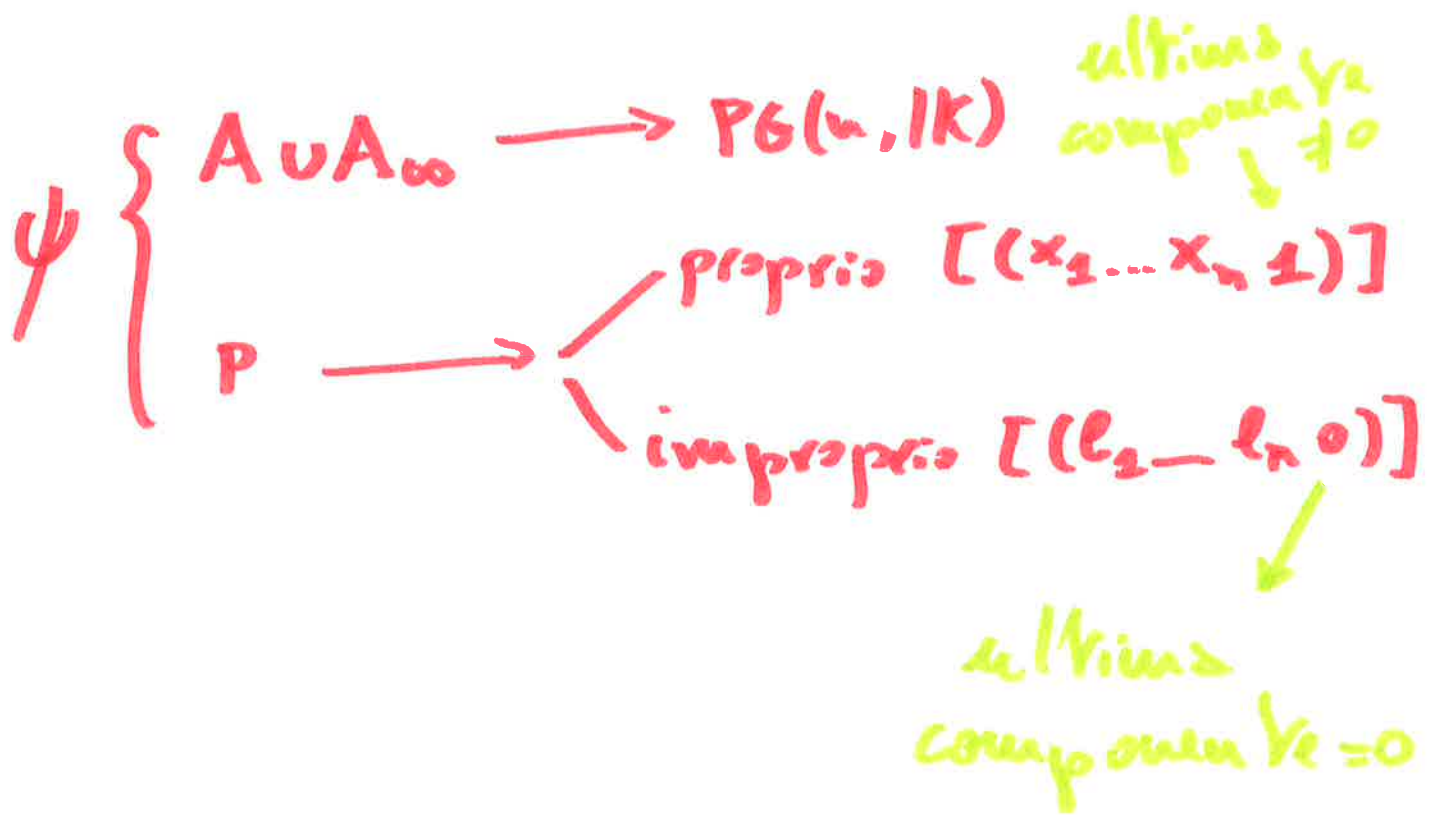 ψ { A ∪ A∞ → PG(n, K)
ultima
componente
≠0
P →
proprio [(x1 ... xn 1)]
improprio [(l1 _ ln 0)]
ultima
componente =0